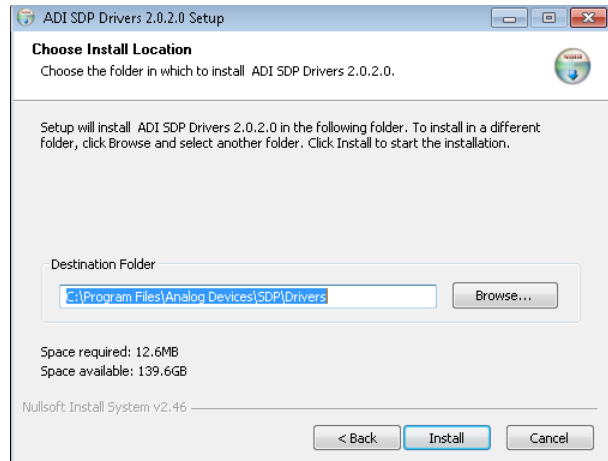 ADI SDP Drivers 2.0.2.0 Setup
Choose Install Location
Choose the folder in which to install ADI SDP Drivers 2.0.2.0.
Setup will install ADI SDP Drivers 2.0.2.0 in the following folder. To install in a different
folder, click Browse and select another folder. Click Install to start the installation.
Destination Folder
C:\Program Files\Analog Devices\SDP\Drivers
Browse...
Space required: 12.6MB
Space available: 139.6GB
Nullsoft Install System v2.46
< Back
Install
Cancel